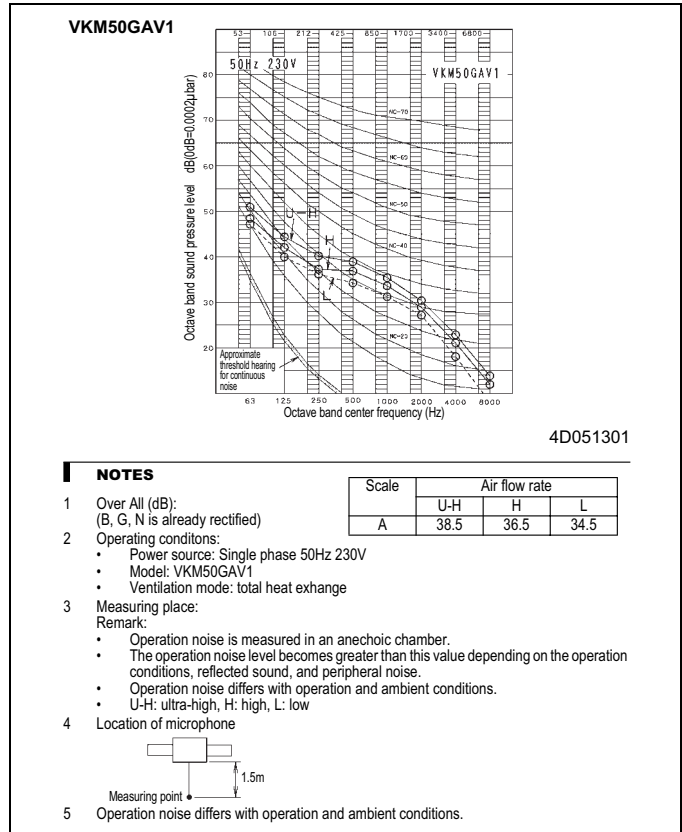 VKM50GAV1
53 106 212 425 850 1700 3400 6800
50Hz 230V
VKM50GAV1
Octave band sound pressure level dB(0dB=0.0002µbar)
80
70
60
50
40
30
20
NC-70
NC-60
NC-50
NC-40
NC-20
U-H
H
L
Approximate
threshold hearing
for continuous
noise
63 125 250 500 1000 2000 4000 8000
Octave band center frequency (Hz)
4D051301
NOTES
1 Over All (dB):
(B, G, N is already rectified)
Scale Air flow rate
U-H H L
A 38.5 36.5 34.5
2 Operating conditons:
• Power source: Single phase 50Hz 230V
• Model: VKM50GAV1
• Ventilation mode: total heat exhange
3 Measuring place:
Remark:
• Operation noise is measured in an anechoic chamber.
• The operation noise level becomes greater than this value depending on the operation
conditions, reflected sound, and peripheral noise.
• Operation noise differs with operation and ambient conditions.
• U-H: ultra-high, H: high, L: low
4 Location of microphone
1.5m
Measuring point
5 Operation noise differs with operation and ambient conditions.